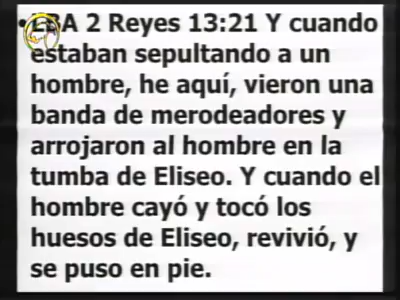 • LBA 2 Reyes 13:21 Y cuando
estaban sepultando a un
hombre, he aquí, vieron una
banda de merodeadores y
arrojaron al hombre en la
tumba de Eliseo. Y cuando el
hombre cayó y tocó los
huesos de Eliseo, revivió, y
se puso en pie.